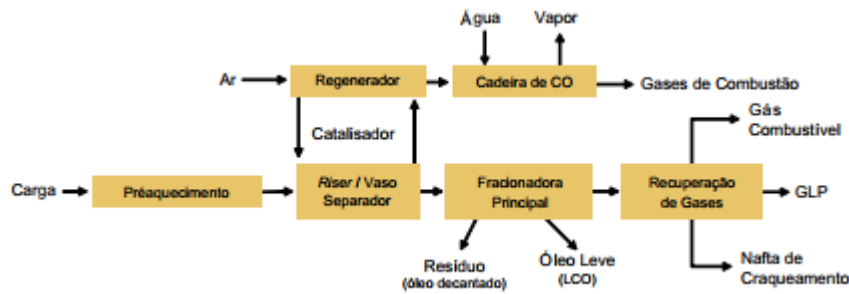 Água
Vapor
Ar
Regenerador
Cadeira de CO
Gases de Combustão
Catalisador
Gás
Combustível
Carga
Préaquecimento
Riser / Vaso
Separador
Fracionadora
Principal
Recuperação
de Gases
GLP
Resíduo
(óleo decantado)
Óleo Leve
(LCO)
Nafta de
Craqueamento